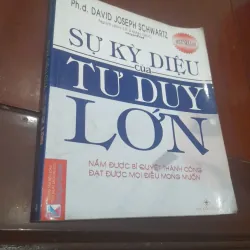 Ph.d. DAVID JOSEPH SCHWARTZ
SỰ KỲ DIỆU
của
TƯ DUY
LỚN
NẮM ĐƯỢC BÍ QUYẾT THÀNH CÔNG
ĐẠT ĐƯỢC MỌI ĐIỀU MONG MUỐN